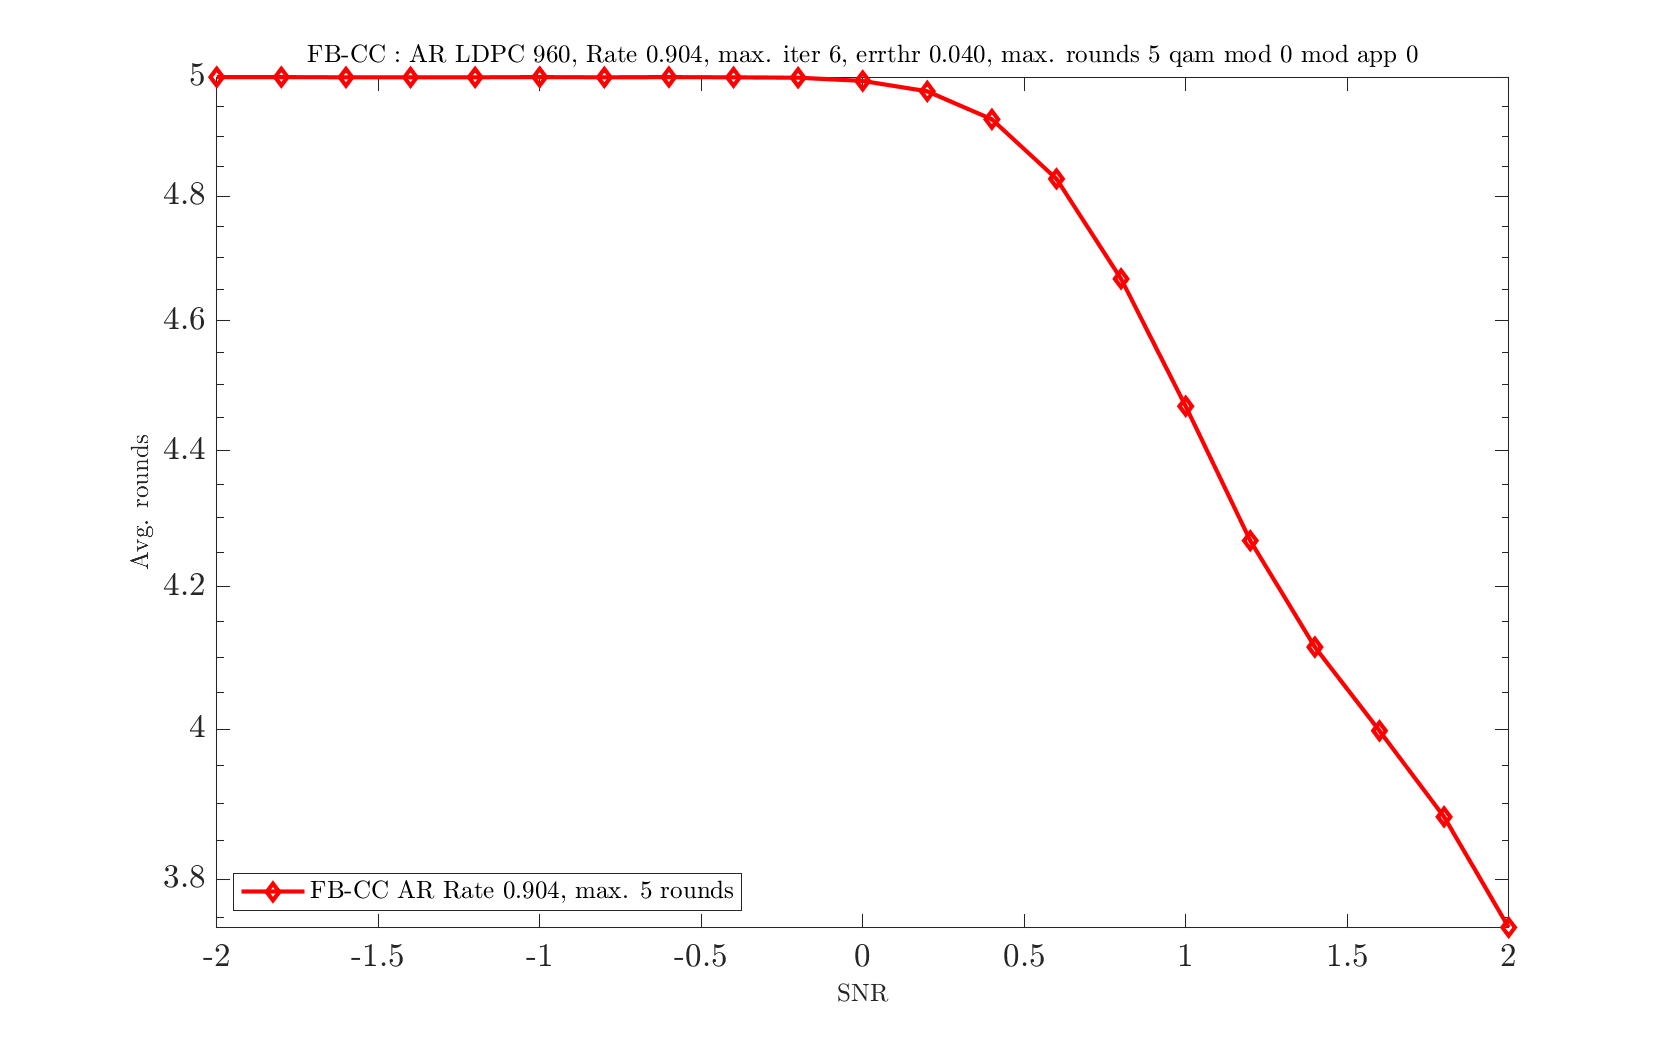 FB-CC : AR LDPC 960, Rate 0.904, max. iter 6, errthr 0.040, max. rounds 5 qam mod 0 mod app 0
5
4.8
4.6
4.4
4.2
4
3.8
Avg. rounds
FB-CC AR Rate 0.904, max. 5 rounds
-2 -1.5 -1 -0.5 0 0.5 1 1.5 2
SNR